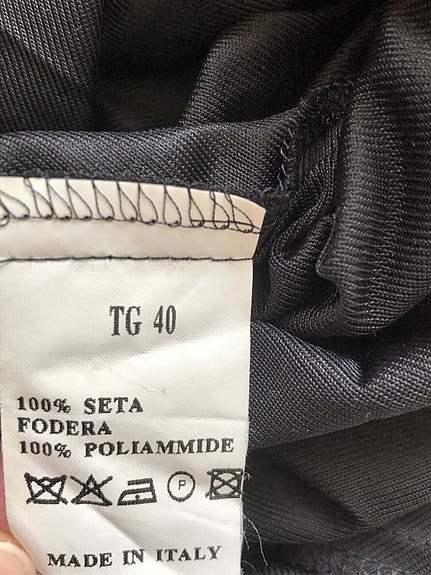 TG 40
100% SETA
FODERA
100% POLIAMMIDE
P
MADE IN ITALY